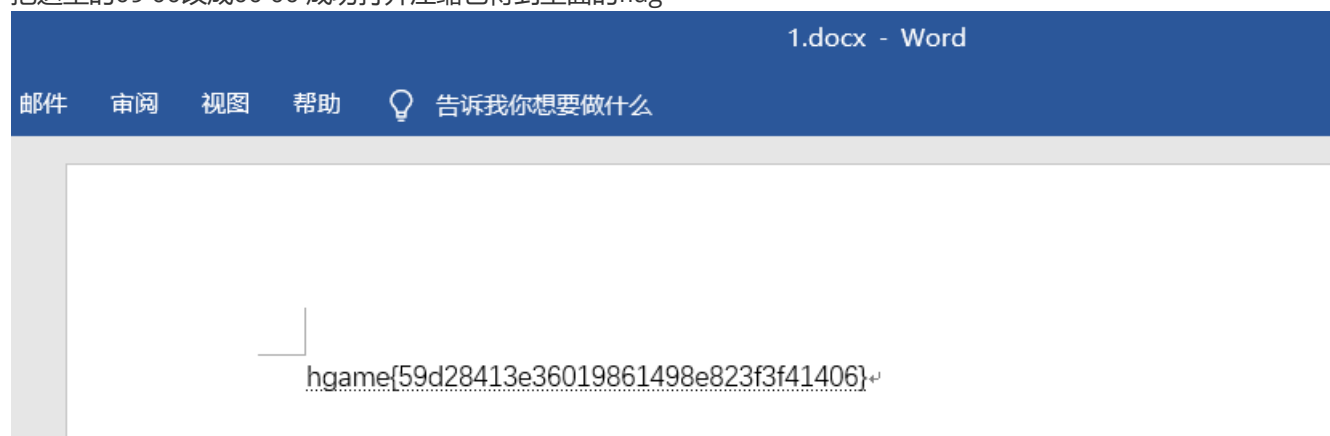 1.docx - Word
邮件 审阅 视图 帮助 告诉我你想要做什么
hgame{59d28413e36019861498e823f3f41406}